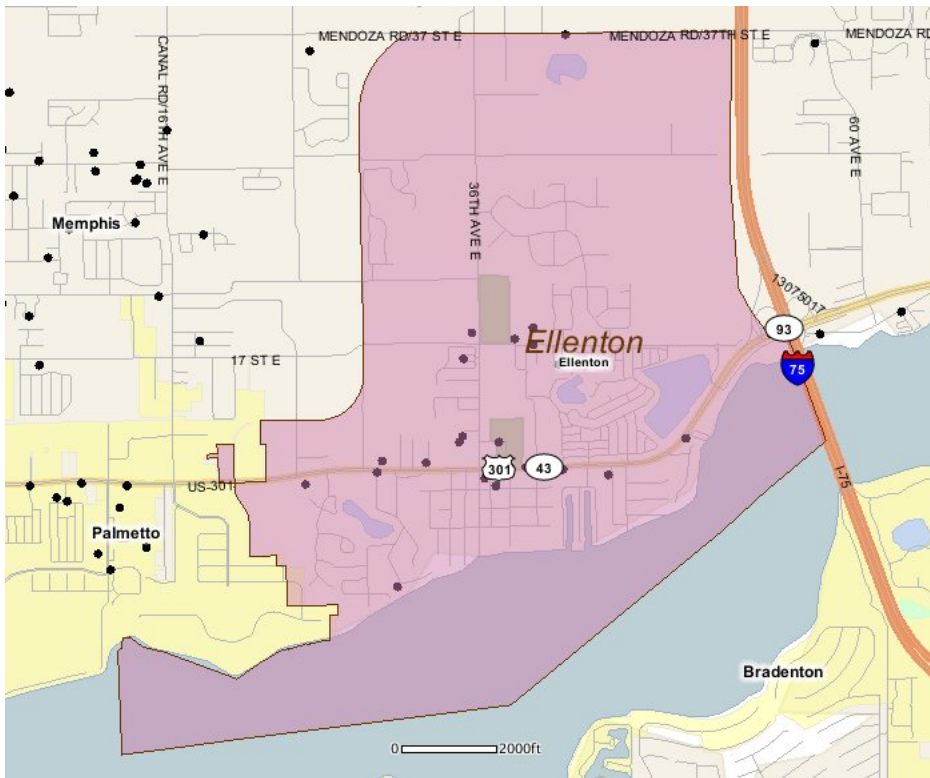 MENDOZA RD/37 ST E
MENDOZA RD/37TH ST E
MENDOZA RD
CANAL RD/16TH AVE E
60 AVE E
36TH AVE E
Memphis
13075017
93
Ellenton
Ellenton
17 ST E
75
301
43
US-301
I-75
Palmetto
Bradenton
0
2000ft